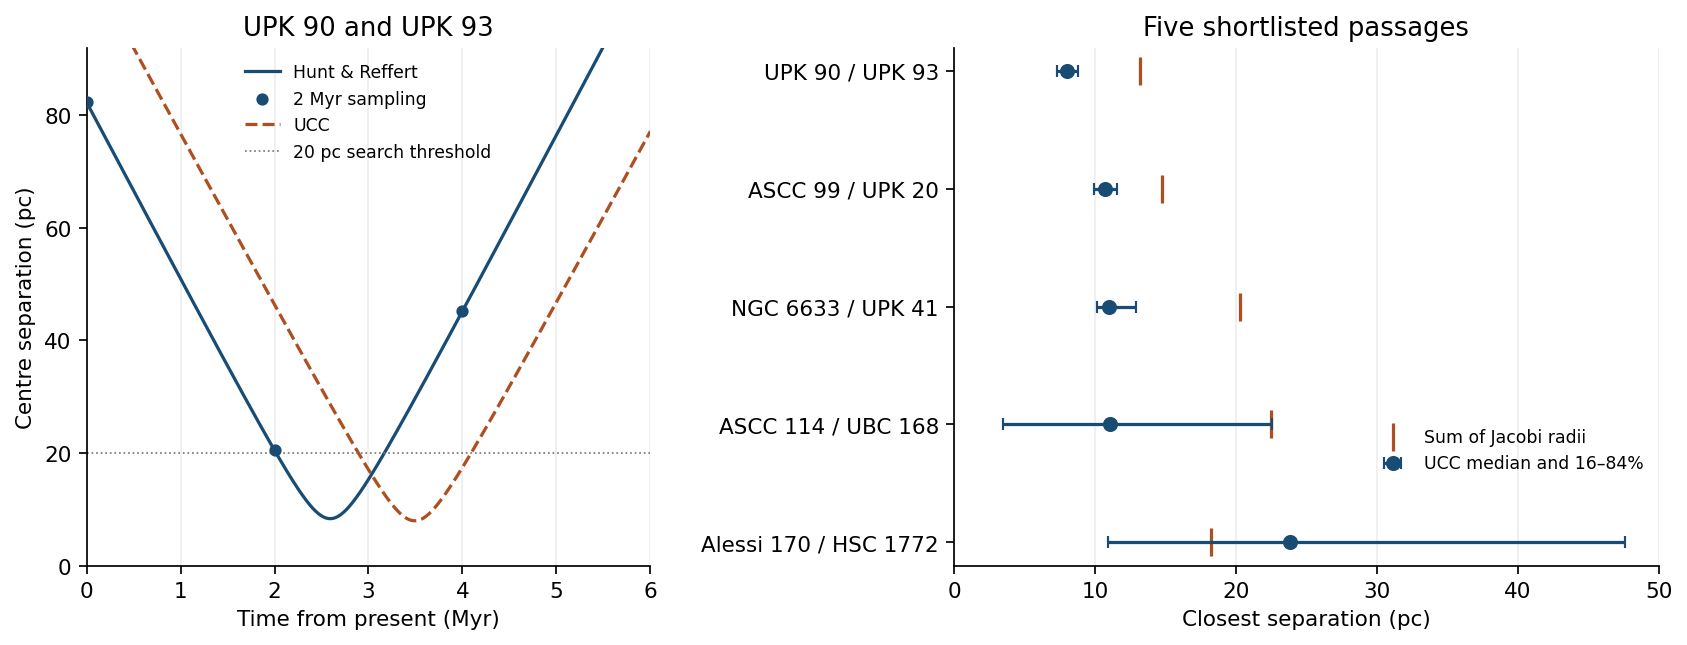 UPK 90 and UPK 93
Hunt & Reffert
2 Myr sampling
UCC
20 pc search threshold
Centre separation (pc)
80
60
40
20
0
0 1 2 3 4 5 6
Time from present (Myr)
Five shortlisted passages
UPK 90 / UPK 93
ASCC 99 / UPK 20
NGC 6633 / UPK 41
ASCC 114 / UBC 168
Alessi 170 / HSC 1772
Sum of Jacobi radii
UCC median and 16–84%
0 10 20 30 40 50
Closest separation (pc)